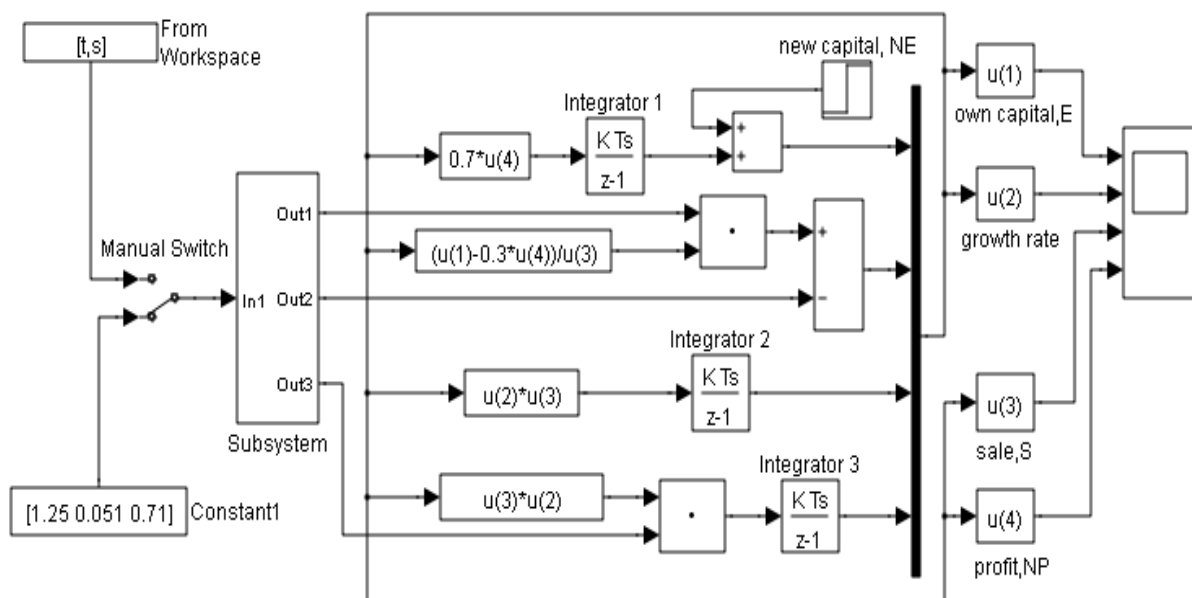 [t,s]
From
Workspace
new capital, NE
u(1)
own capital,E
Integrator 1
0.7*u(4)
K Ts
z-1
+
+
u(2)
growth rate
Manual Switch
In1
Out1
Out2
Out3
Subsystem
(u(1)-0.3*u(4))/u(3)
+
−
Integrator 2
u(2)*u(3)
K Ts
z-1
u(3)
sale,S
Integrator 3
u(3)*u(2)
K Ts
z-1
u(4)
profit,NP
[1.25 0.051 0.71]
Constant1